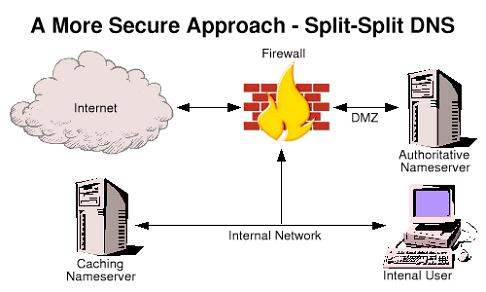 A More Secure Approach - Split-Split DNS
Firewall
Internet
DMZ
Authoritative
Nameserver
Internal Network
Caching
Nameserver
Intenal User